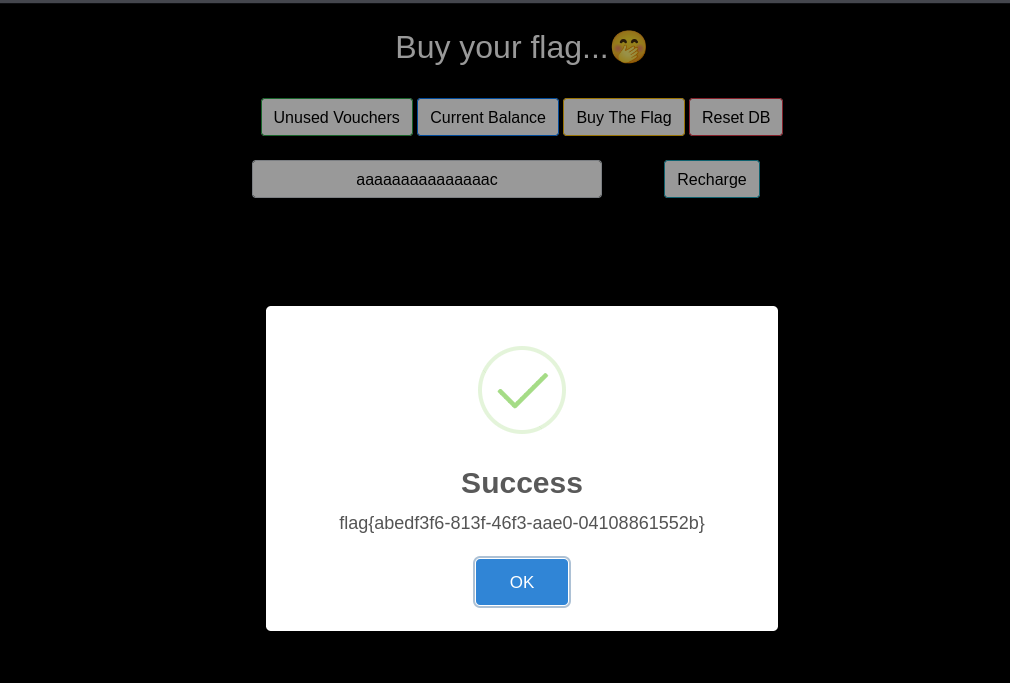 Buy your flag...🤭
Unused Vouchers Current Balance Buy The Flag Reset DB
aaaaaaaaaaaaaaac Recharge
Success
flag{abedf3f6-813f-46f3-aae0-04108861552b}
OK